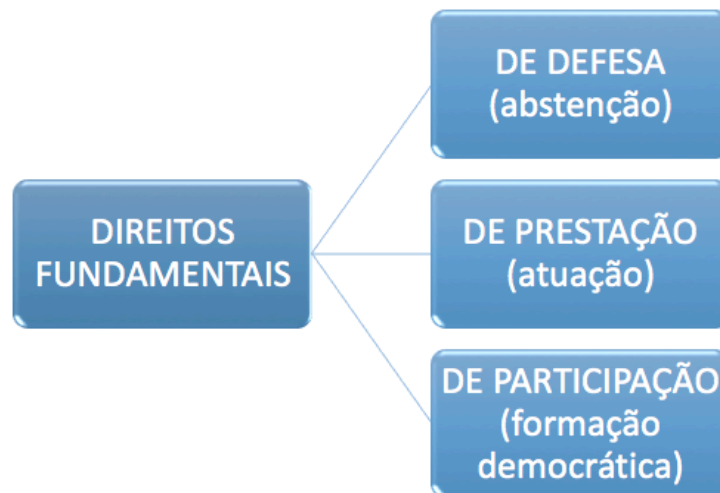 DIREITOS
FUNDAMENTAIS
DE DEFESA
(abstenção)
DE PRESTAÇÃO
(atuação)
DE PARTICIPAÇÃO
(formação
democrática)